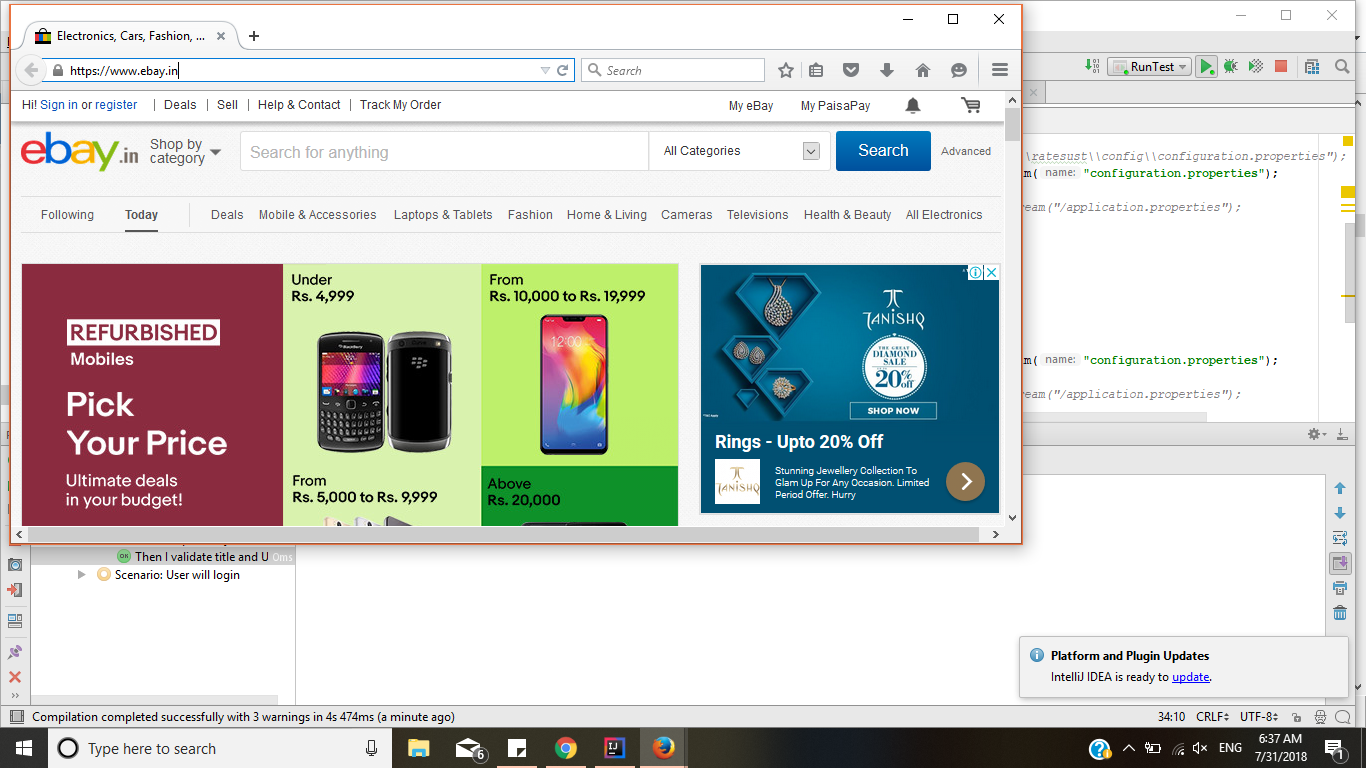 Electronics, Cars, Fashion, ...
https://www.ebay.in
Search
Hi! Sign in or register
Deals
Sell
Help & Contact
Track My Order
My eBay
My PaisaPay
ebay.in
Shop by
category
Search for anything
All Categories
Search
Advanced
Following
Today
Deals
Mobile & Accessories
Laptops & Tablets
Fashion
Home & Living
Cameras
Televisions
Health & Beauty
All Electronics
REFURBISHED
Mobiles
Pick
Your Price
Ultimate deals
in your budget!
Under
Rs. 4,999
BlackBerry
From
Rs. 5,000 to Rs. 9,999
From
Rs. 10,000 to Rs. 19,999
12:00
Above
Rs. 20,000
TANISHQ
THE GREAT
DIAMOND
SALE
UPTO
20% off
SHOP NOW
Rings - Upto 20% Off
TANISHQ
Stunning Jewellery Collection To
Glam Up For Any Occasion. Limited
Period Offer. Hurry
RunTest
\ratesust\\config\\configuration.properties");
m( name: "configuration.properties");
ream("/application.properties");
m( name: "configuration.properties");
ream("/application.properties");
Then I validate title and U 0ms
Scenario: User will login
Platform and Plugin Updates
IntelliJ IDEA is ready to update.
Compilation completed successfully with 3 warnings in 4s 474ms (a minute ago)
34:10
CRLF
UTF-8
Type here to search
6
ENG
6:37 AM
7/31/2018
1